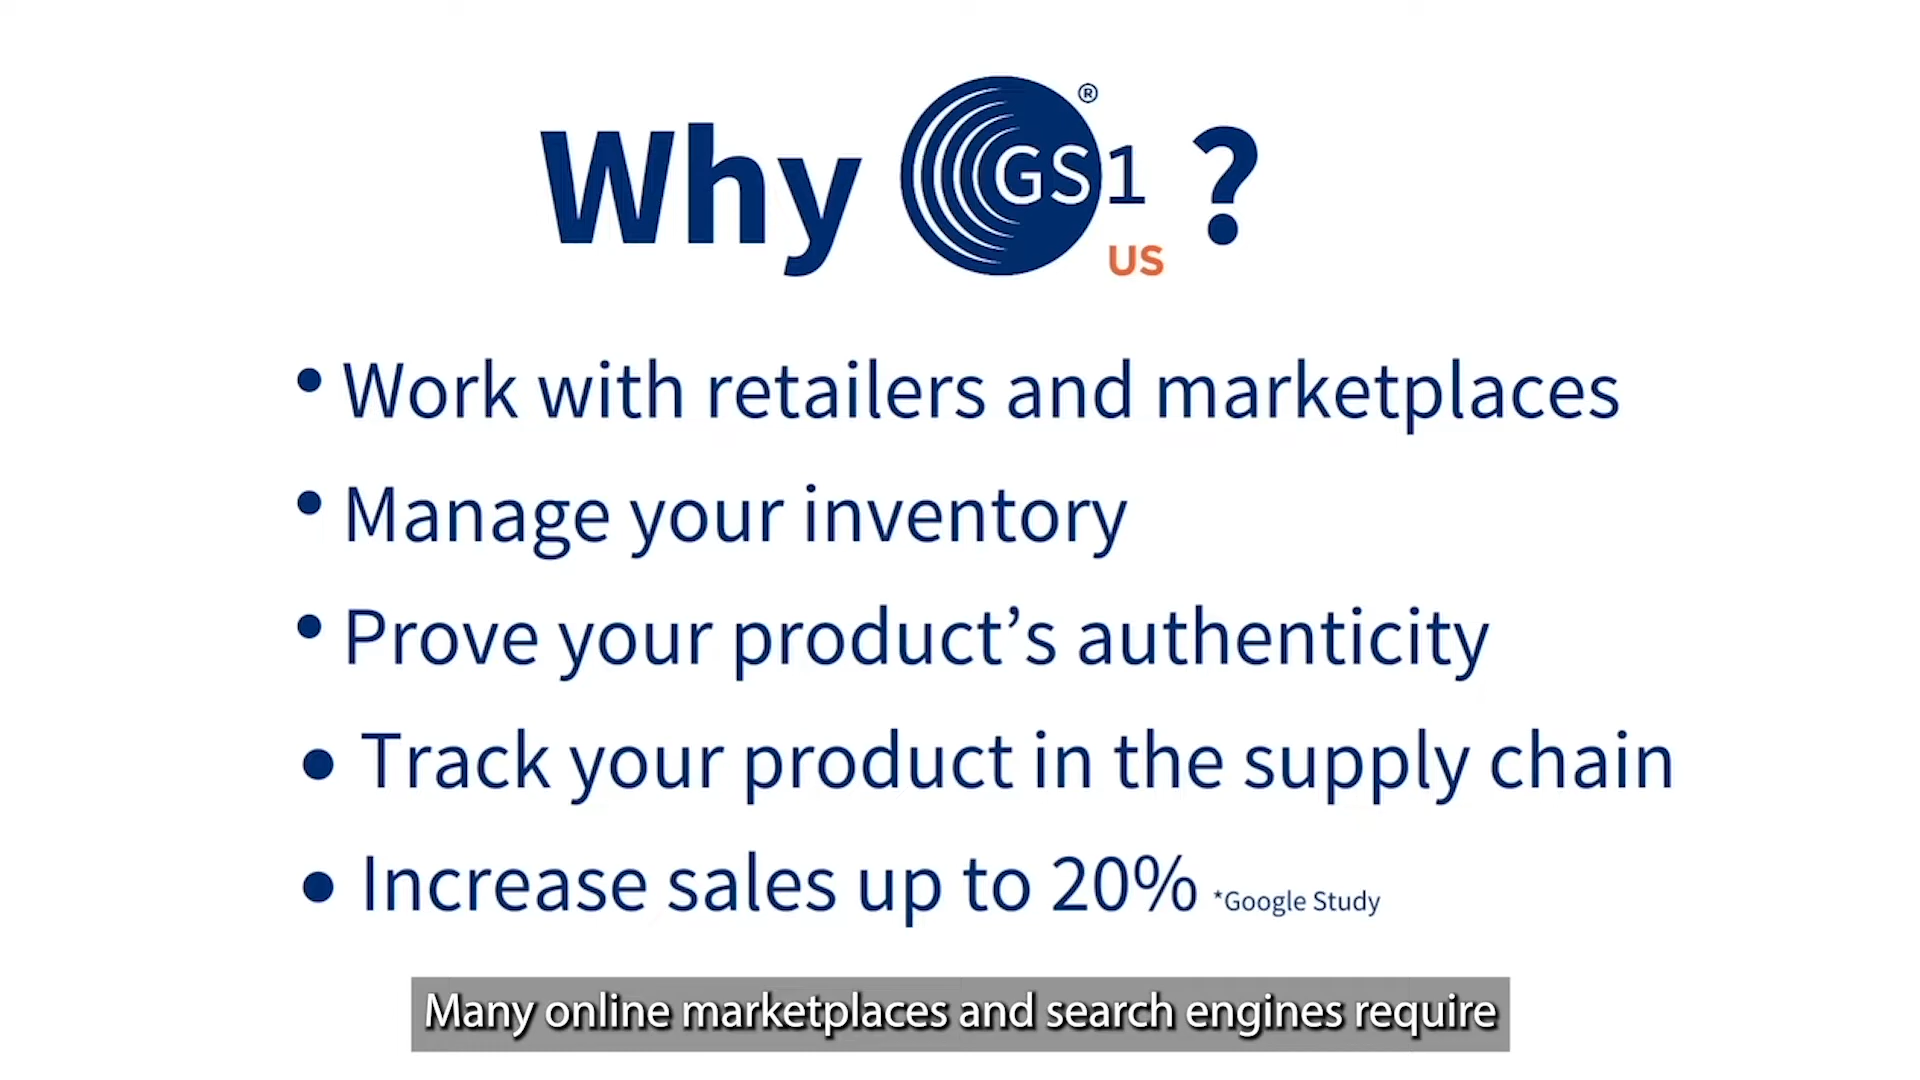 Why GS1® ?
US
• Work with retailers and marketplaces
• Manage your inventory
• Prove your product’s authenticity
• Track your product in the supply chain
• Increase sales up to 20% *Google Study
Many online marketplaces and search engines require